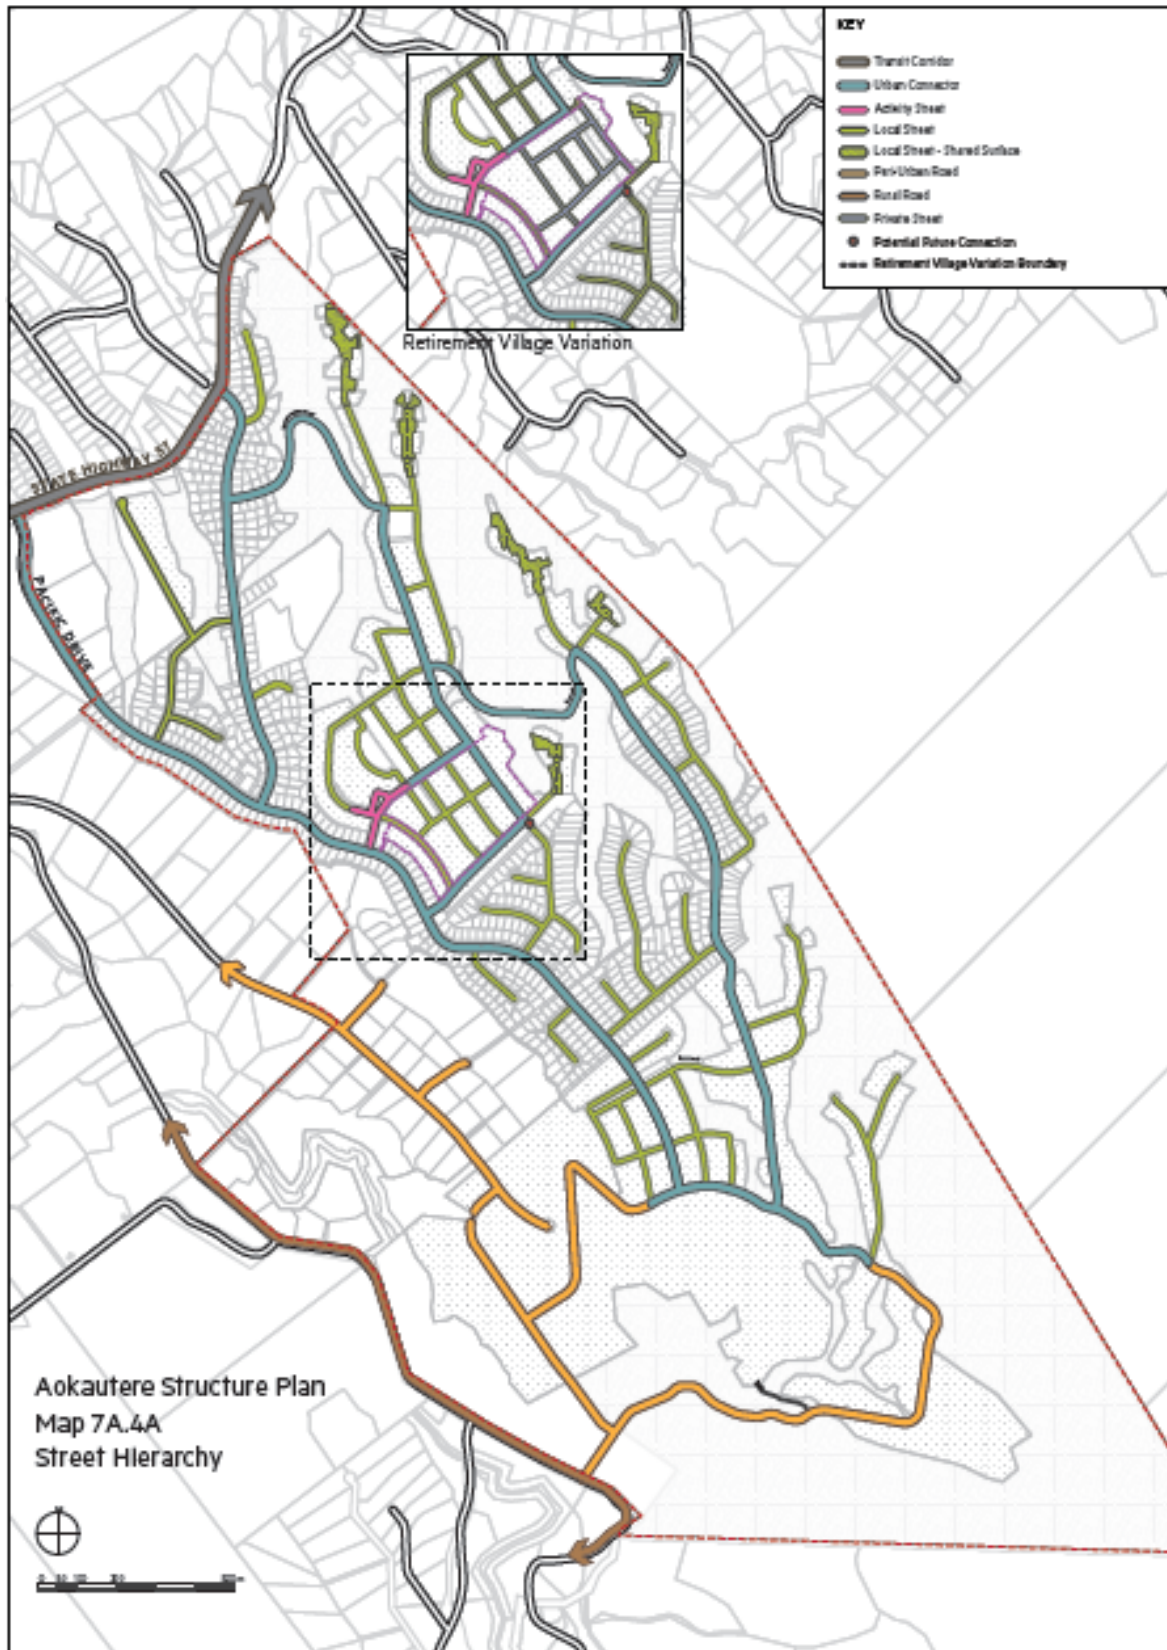 KEY
Transit Corridor
Urban Connector
Activity Street
Local Street
Local Street - Shared Surface
Peri-Urban Road
Rural Road
Private Street
Potential Future Connection
Retirement Village Variation Boundary
Retirement Village Variation
STATE HIGHWAY 57
PACIFIC DRIVE
Aokautere Structure Plan
Map 7A.4A
Street Hierarchy